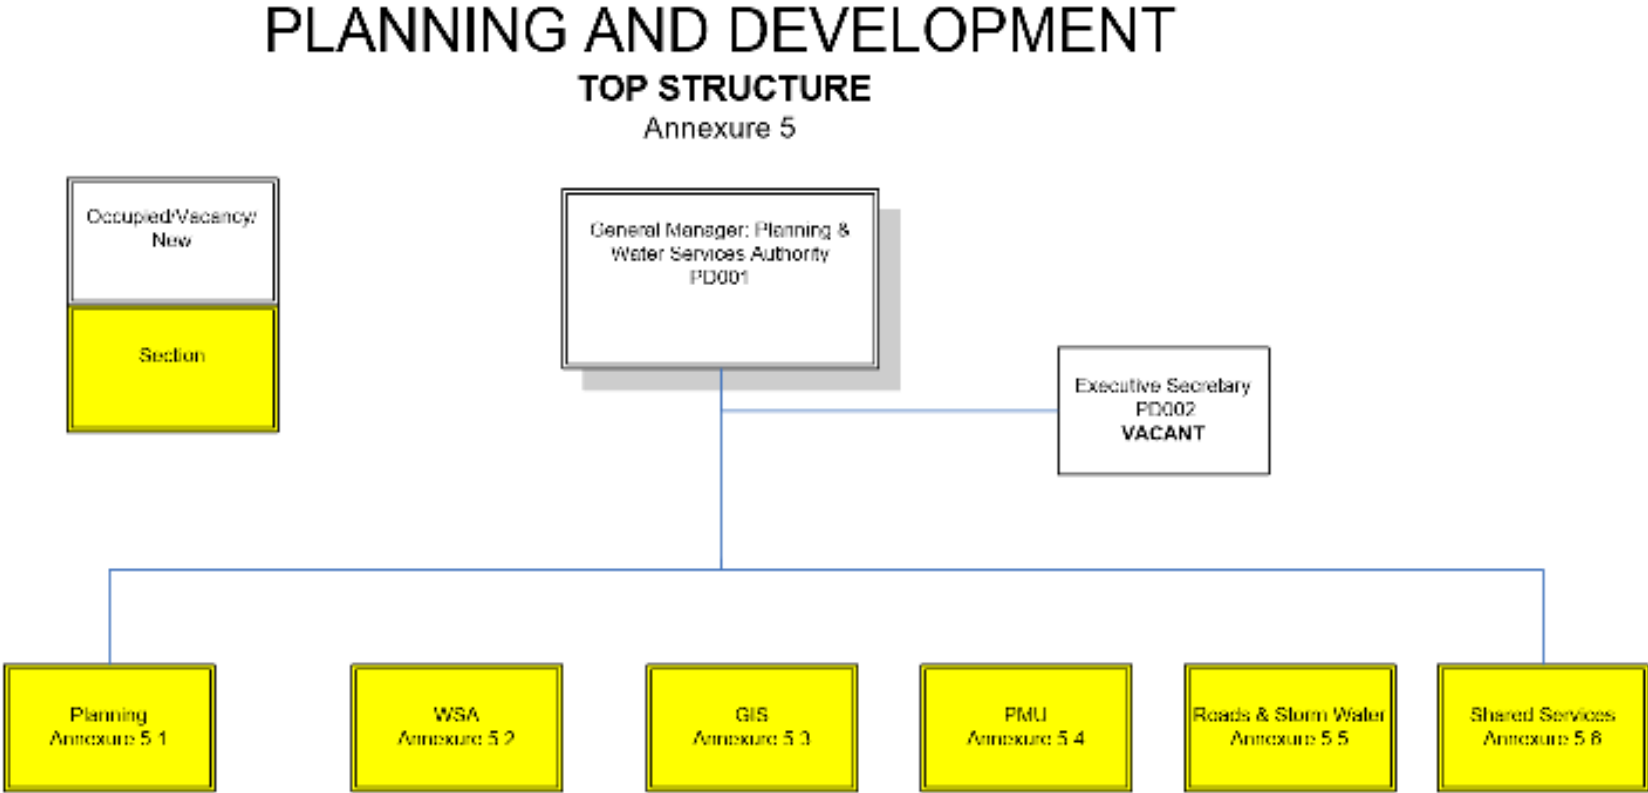 PLANNING AND DEVELOPMENT
TOP STRUCTURE
Annexure 5
Occupied/Vacancy/
New
Section
General Manager: Planning &
Water Services Authority
PD001
Executive Secretary
PD002
VACANT
Planning
Annexure 5.1
WSA
Annexure 5.2
GIS
Annexure 5.3
PMU
Annexure 5.4
Roads & Storm Water
Annexure 5.5
Shared Services
Annexure 5.6